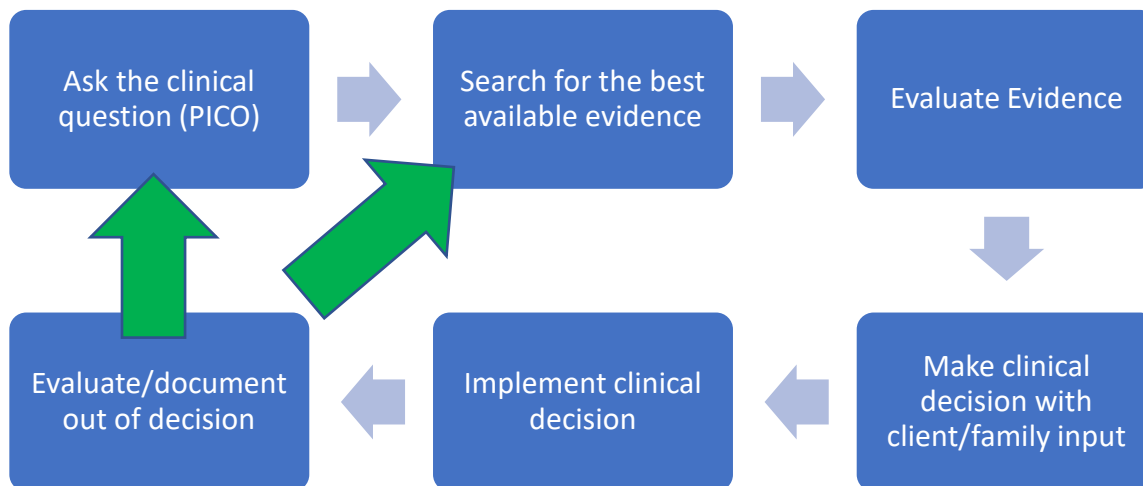 Ask the clinical
question (PICO)
Search for the best
available evidence
Evaluate Evidence
Make clinical
decision with
client/family input
Implement clinical
decision
Evaluate/document
out of decision